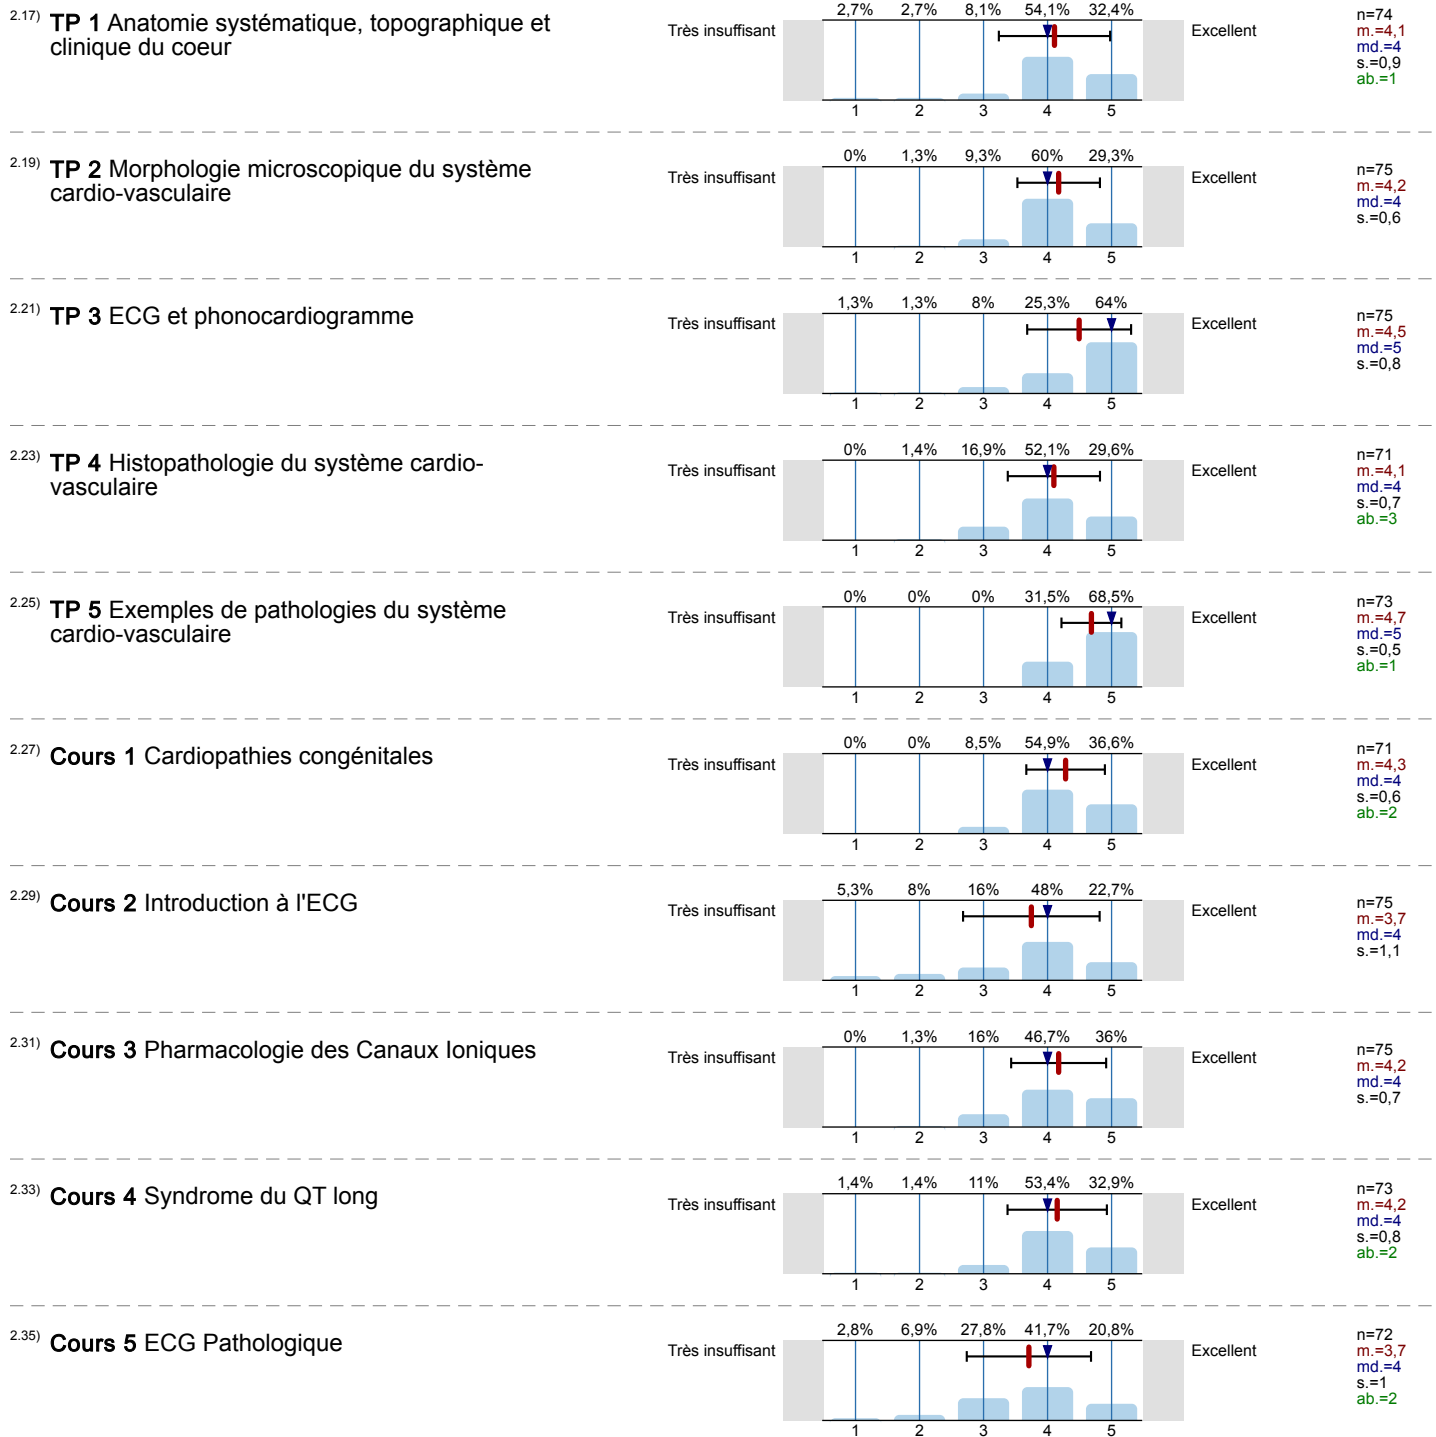 2.17) TP 1 Anatomie systématique, topographique et
clinique du coeur
Très insuffisant
2,7% 2,7% 8,1% 54,1% 32,4%
1 2 3 4 5
Excellent
n=74
m.=4,1
md.=4
s.=0,9
ab.=1
2.19) TP 2 Morphologie microscopique du système
cardio-vasculaire
Très insuffisant
0% 1,3% 9,3% 60% 29,3%
1 2 3 4 5
Excellent
n=75
m.=4,2
md.=4
s.=0,6
2.21) TP 3 ECG et phonocardiogramme
Très insuffisant
1,3% 1,3% 8% 25,3% 64%
1 2 3 4 5
Excellent
n=75
m.=4,5
md.=5
s.=0,8
2.23) TP 4 Histopathologie du système cardio-
vasculaire
Très insuffisant
0% 1,4% 16,9% 52,1% 29,6%
1 2 3 4 5
Excellent
n=71
m.=4,1
md.=4
s.=0,7
ab.=3
2.25) TP 5 Exemples de pathologies du système
cardio-vasculaire
Très insuffisant
0% 0% 0% 31,5% 68,5%
1 2 3 4 5
Excellent
n=73
m.=4,7
md.=5
s.=0,5
ab.=1
2.27) Cours 1 Cardiopathies congénitales
Très insuffisant
0% 0% 8,5% 54,9% 36,6%
1 2 3 4 5
Excellent
n=71
m.=4,3
md.=4
s.=0,6
ab.=2
2.29) Cours 2 Introduction à l'ECG
Très insuffisant
5,3% 8% 16% 48% 22,7%
1 2 3 4 5
Excellent
n=75
m.=3,7
md.=4
s.=1,1
2.31) Cours 3 Pharmacologie des Canaux Ioniques
Très insuffisant
0% 1,3% 16% 46,7% 36%
1 2 3 4 5
Excellent
n=75
m.=4,2
md.=4
s.=0,7
2.33) Cours 4 Syndrome du QT long
Très insuffisant
1,4% 1,4% 11% 53,4% 32,9%
1 2 3 4 5
Excellent
n=73
m.=4,2
md.=4
s.=0,8
ab.=2
2.35) Cours 5 ECG Pathologique
Très insuffisant
2,8% 6,9% 27,8% 41,7% 20,8%
1 2 3 4 5
Excellent
n=72
m.=3,7
md.=4
s.=1
ab.=2